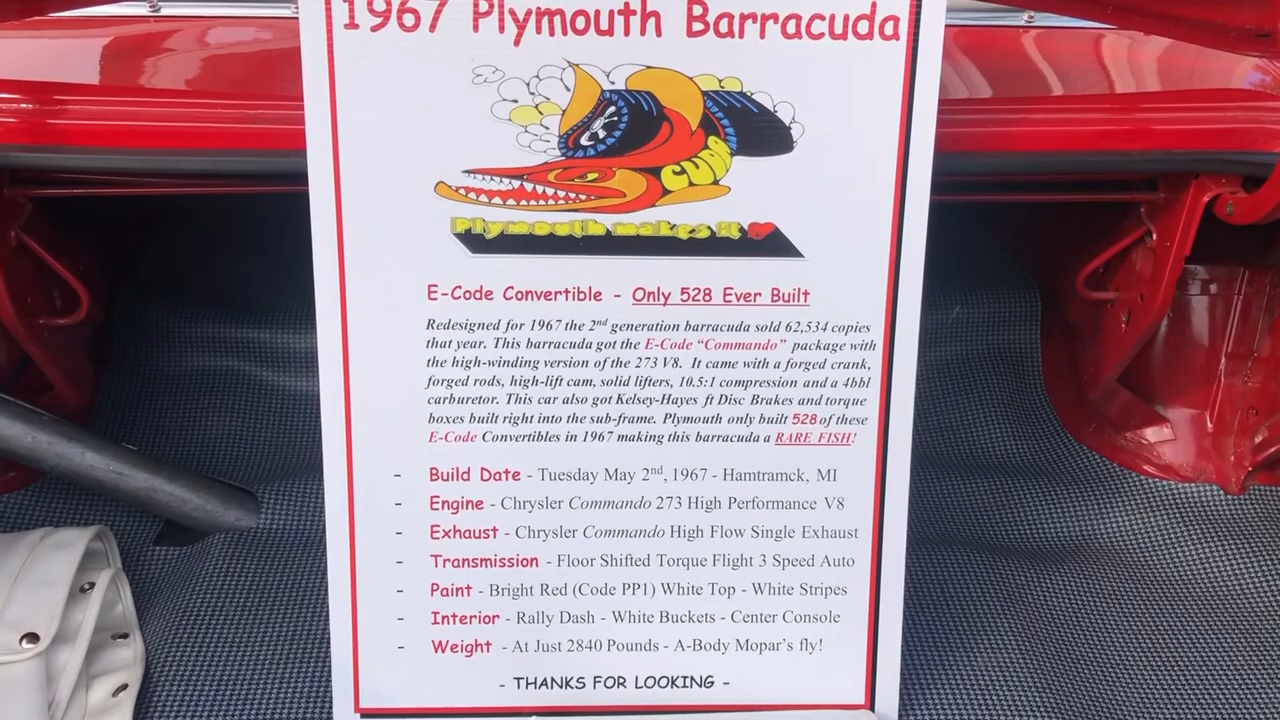 1967 Plymouth Barracuda
CUDA
Plymouth makes it
E-Code Convertible - Only 528 Ever Built
Redesigned for 1967 the 2nd generation barracuda sold 62,534 copies
that year. This barracuda got the E-Code “Commando” package with
the high-winding version of the 273 V8. It came with a forged crank,
forged rods, high-lift cam, solid lifters, 10.5:1 compression and a 4bbl
carburetor. This car also got Kelsey-Hayes ft Disc Brakes and torque
boxes built right into the sub-frame. Plymouth only built 528 of these
E-Code Convertibles in 1967 making this barracuda a RARE FISH!
- Build Date - Tuesday May 2nd, 1967 - Hamtramck, MI
- Engine - Chrysler Commando 273 High Performance V8
- Exhaust - Chrysler Commando High Flow Single Exhaust
- Transmission - Floor Shifted Torque Flight 3 Speed Auto
- Paint - Bright Red (Code PP1) White Top - White Stripes
- Interior - Rally Dash - White Buckets - Center Console
- Weight - At Just 2840 Pounds - A-Body Mopar's fly!
- THANKS FOR LOOKING -